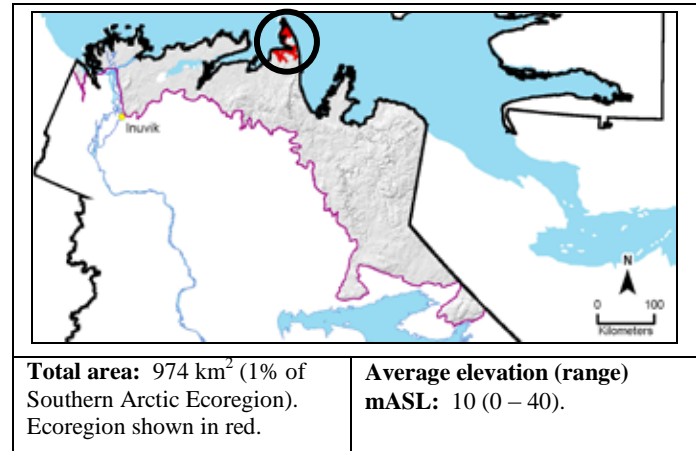 Inuvik
N
0 100
Kilometers
Total area: 974 km² (1% of
Southern Arctic Ecoregion).
Ecoregion shown in red.
Average elevation (range)
mASL: 10 (0 – 40).